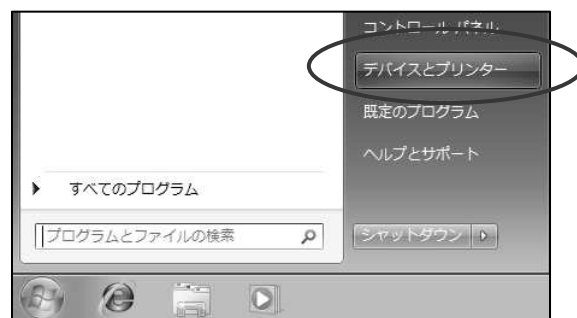 コントロール パネル
デバイスとプリンター
既定のプログラム
ヘルプとサポート
すべてのプログラム
プログラムとファイルの検索
シャットダウン